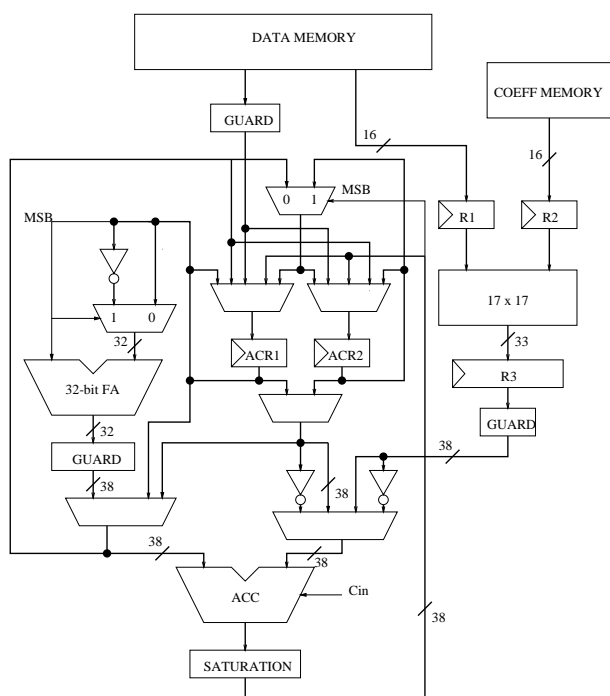 DATA MEMORY
COEFF MEMORY
GUARD
16
16
0 1
MSB
MSB
R1
R2
1 0
17 x 17
32
33
ACR1
ACR2
R3
32-bit FA
32
GUARD
GUARD
38
38
38
38
38
ACC
Cin
38
SATURATION